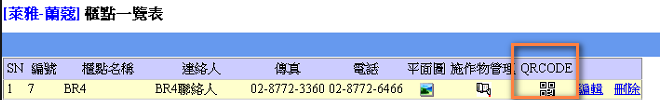 [萊雅-蘭蔻] 櫃點一覽表
SN 編號 櫃點名稱 連絡人 傳真 電話 平面圖 施作物管理 QRCODE
1 7 BR4 BR4聯絡人 02-8772-3360 02-8772-6466 編輯 刪除